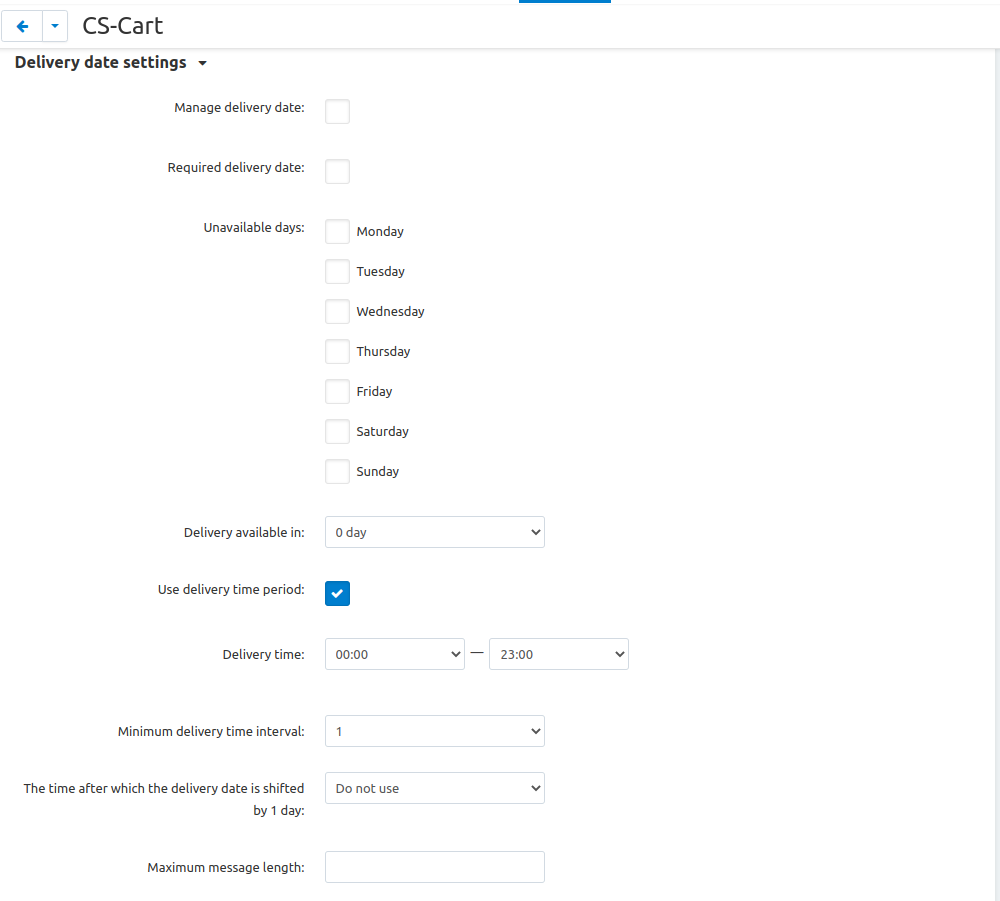 CS-Cart
Delivery date settings
Manage delivery date:
Required delivery date:
Unavailable days:
Monday
Tuesday
Wednesday
Thursday
Friday
Saturday
Sunday
Delivery available in:
0 day
Use delivery time period:
Delivery time:
00:00 — 23:00
Minimum delivery time interval:
1
The time after which the delivery date is shifted
by 1 day:
Do not use
Maximum message length: